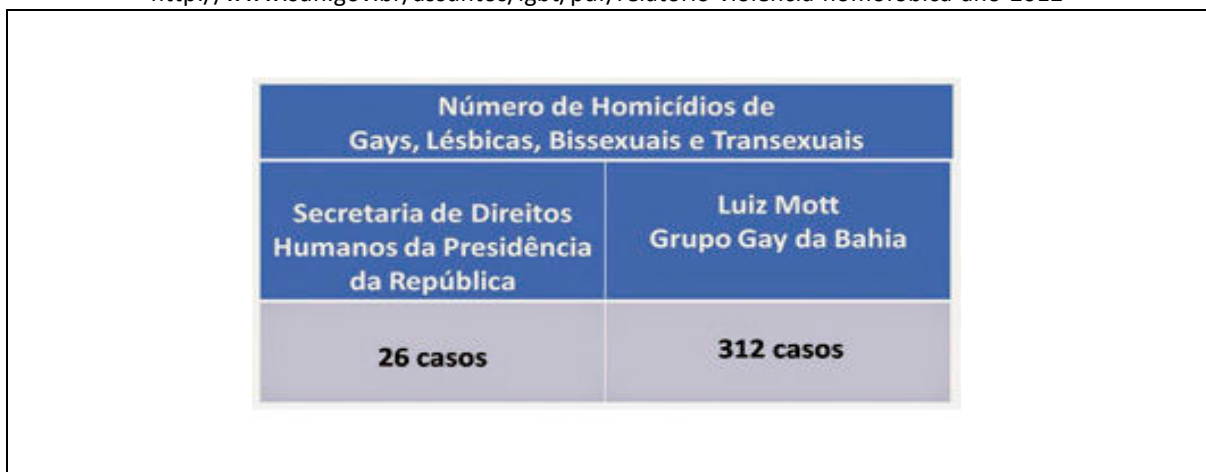 Número de Homicídios de
Gays, Lésbicas, Bissexuais e Transexuais
Secretaria de Direitos
Humanos da Presidência
da República
Luiz Mott
Grupo Gay da Bahia
26 casos
312 casos